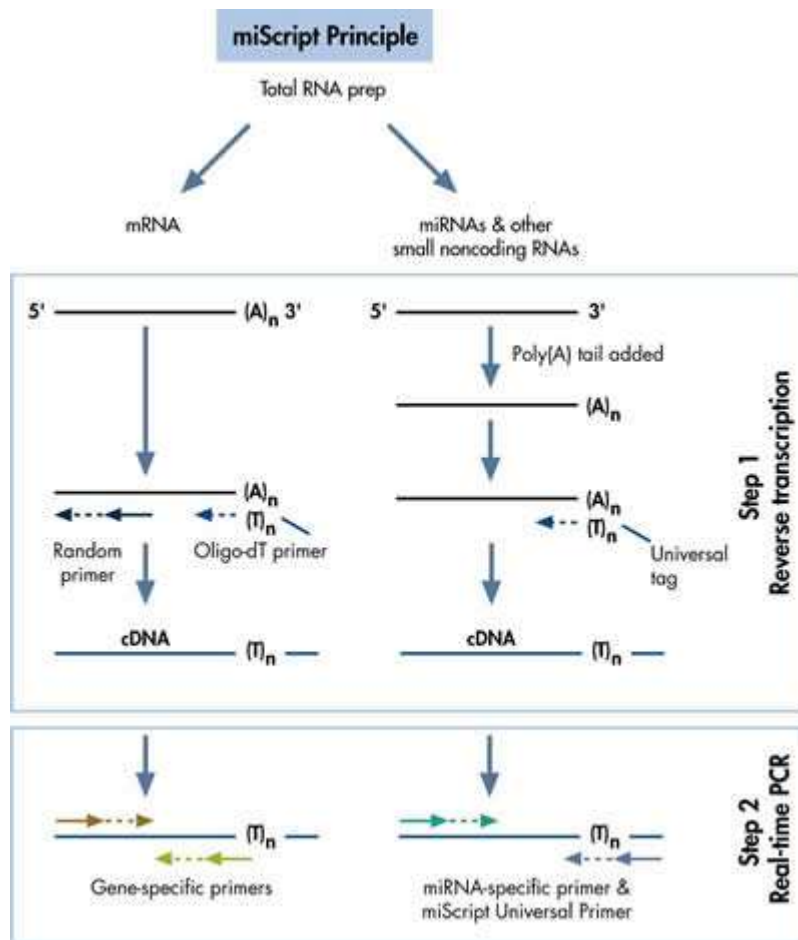 miScript Principle
Total RNA prep
mRNA
miRNAs & other
small noncoding RNAs
5' (A)n 3'
5' 3'
Poly(A) tail added
(A)n
(A)n
(A)n
(T)n
(T)n
Random
primer
Oligo-dT primer
Universal
tag
cDNA
(T)n
cDNA
(T)n
Step 1
Reverse transcription
(T)n
(T)n
Gene-specific primers
miRNA-specific primer &
miScript Universal Primer
Step 2
Real-time PCR